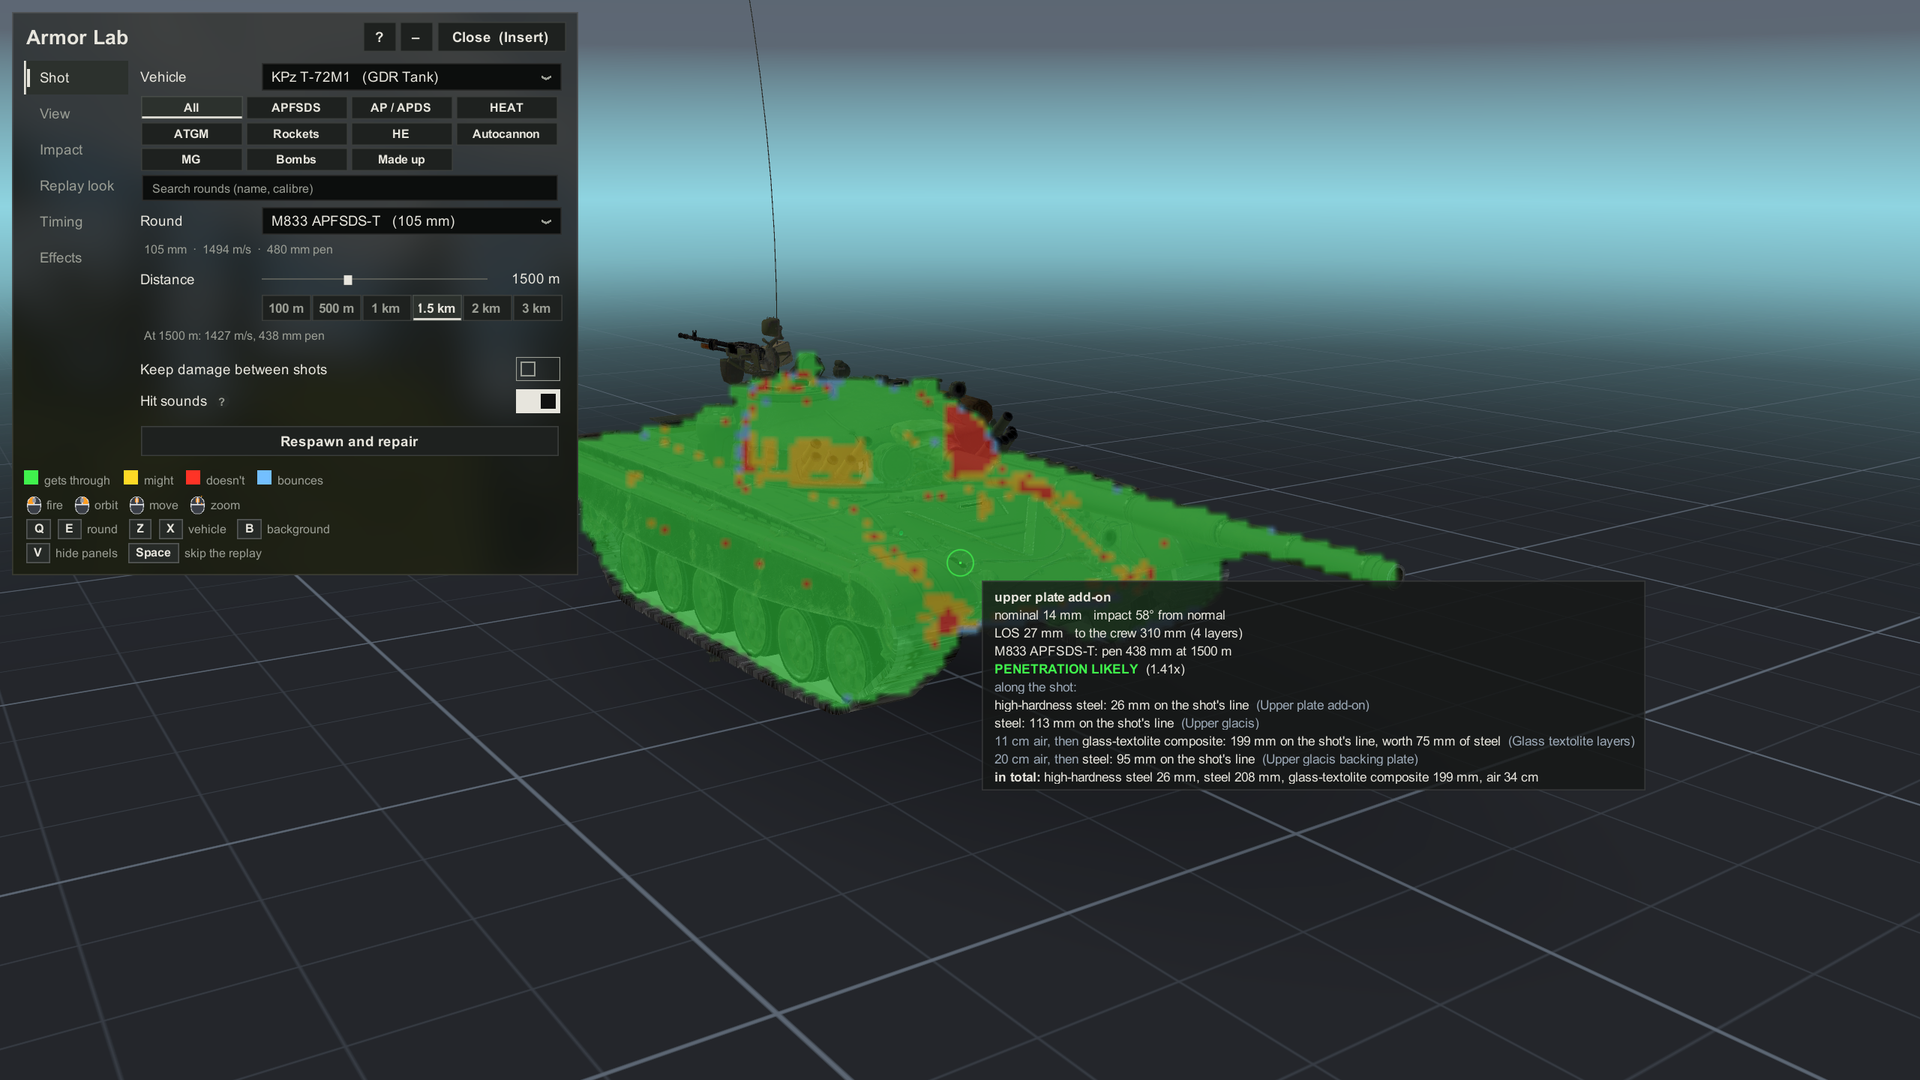 Armor Lab
?
–
Close (Insert)
Shot
View
Impact
Replay look
Timing
Effects
Vehicle
KPz T-72M1 (GDR Tank)
All
APFSDS
AP / APDS
HEAT
ATGM
Rockets
HE
Autocannon
MG
Bombs
Made up
Search rounds (name, calibre)
Round
M833 APFSDS-T (105 mm)
105 mm · 1494 m/s · 480 mm pen
Distance
1500 m
100 m
500 m
1 km
1.5 km
2 km
3 km
At 1500 m: 1427 m/s, 438 mm pen
Keep damage between shots
Hit sounds ?
Respawn and repair
gets through might doesn't bounces
fire orbit move zoom
Q E round Z X vehicle B background
V hide panels Space skip the replay
upper plate add-on
nominal 14 mm impact 58° from normal
LOS 27 mm to the crew 310 mm (4 layers)
M833 APFSDS-T: pen 438 mm at 1500 m
PENETRATION LIKELY (1.41x)
along the shot:
high-hardness steel: 26 mm on the shot's line (Upper plate add-on)
steel: 113 mm on the shot's line (Upper glacis)
11 cm air, then glass-textolite composite: 199 mm on the shot's line, worth 75 mm of steel (Glass textolite layers)
20 cm air, then steel: 95 mm on the shot's line (Upper glacis backing plate)
in total: high-hardness steel 26 mm, steel 208 mm, glass-textolite composite 199 mm, air 34 cm